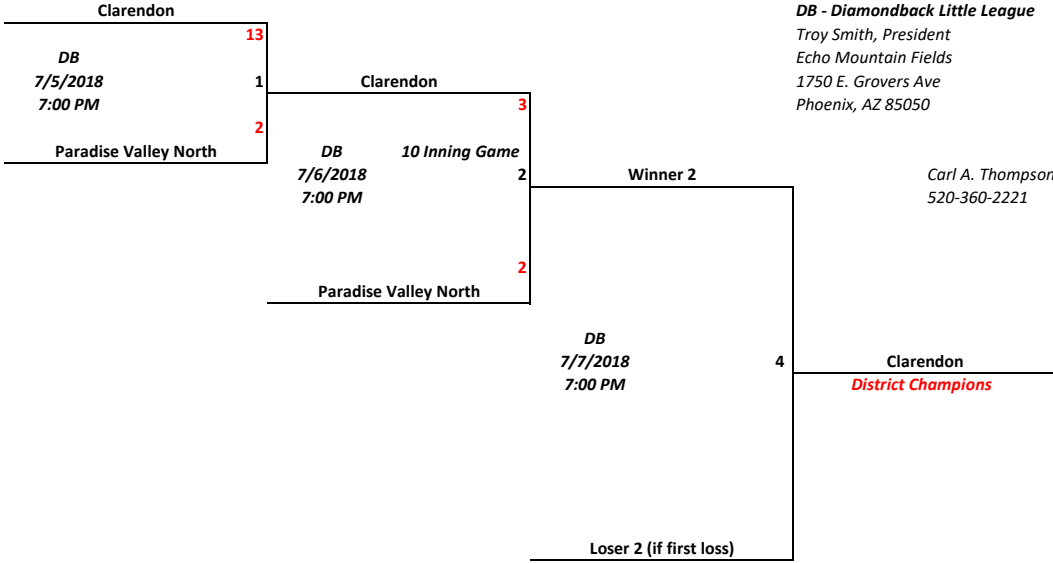 Clarendon
DB - Diamondback Little League
13
Troy Smith, President
DB
Echo Mountain Fields
7/5/2018
1
Clarendon
1750 E. Grovers Ave
7:00 PM
3
Phoenix, AZ 85050
2
Paradise Valley North
DB
10 Inning Game
7/6/2018
2
Winner 2
Carl A. Thompson
7:00 PM
520-360-2221
2
Paradise Valley North
DB
7/7/2018
4
Clarendon
7:00 PM
District Champions
Loser 2 (if first loss)